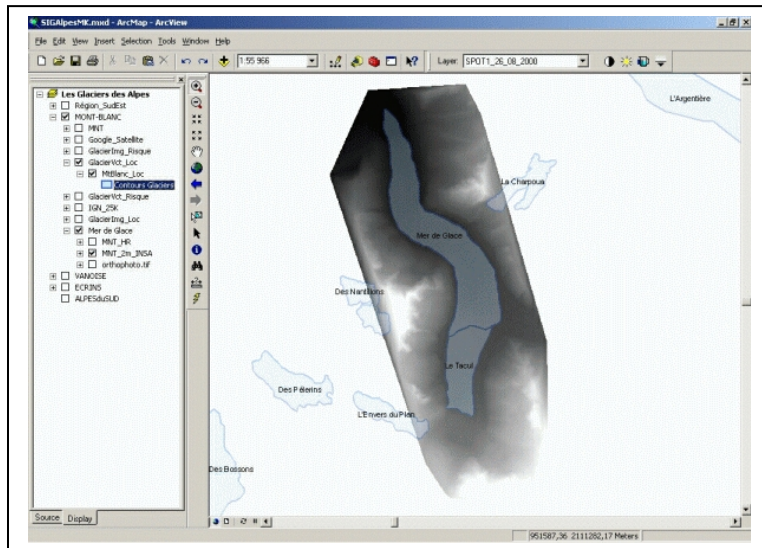 SIGAlpesMK.mxd - ArcMap - ArcView
File Edit View Insert Selection Tools Window Help
1:55 966
Layer: SPOT1_26_08_2000
Les Glaciers des Alpes
Région_SudEst
MONT-BLANC
MNT
Google_Satellite
GlacierImg_Risque
GlacierVct_Loc
MtBlanc_Loc
Contours Glaciers
GlacierVct_Risque
IGN_25K
GlacierImg_Loc
Mer de Glace
MNT_HR
MNT_2m_INSA
orthophoto.tif
VANOISE
ECRINS
ALPESduSUD
L'Argentière
La Charpoua
Mer de Glace
Des Nantillons
Le Tacul
Des Pélerins
L'Envers du Plan
Des Bossons
Source Display
951587,36 2111282,17 Meters